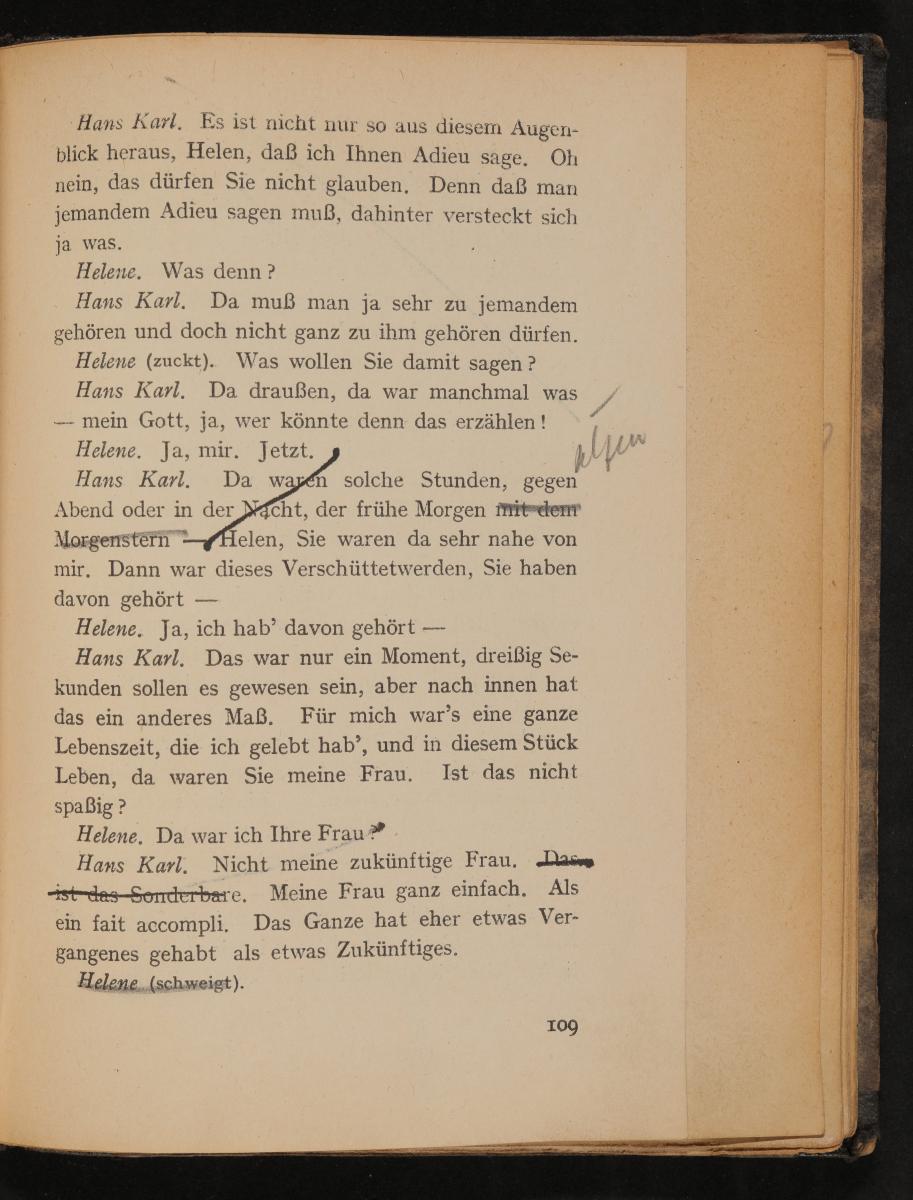 Hans Karl. Es ist nicht nur so aus diesem Augen-
blick heraus, Helen, daß ich Ihnen Adieu sage. Oh
nein, das dürfen Sie nicht glauben. Denn daß man
jemandem Adieu sagen muß, dahinter versteckt sich
ja was.
Helene. Was denn?
Hans Karl. Da muß man ja sehr zu jemandem
gehören und doch nicht ganz zu ihm gehören dürfen.
Helene (zuckt). Was wollen Sie damit sagen?
Hans Karl. Da draußen, da war manchmal was
— mein Gott, ja, wer könnte denn das erzählen!
Helene. Ja, mir. Jetzt.
Hans Karl. Da waren solche Stunden, gegen
Abend oder in der Nacht, der frühe Morgen mit dem
Morgenstern — Helen, Sie waren da sehr nahe von
mir. Dann war dieses Verschüttetwerden, Sie haben
davon gehört —
Helene. Ja, ich hab’ davon gehört —
Hans Karl. Das war nur ein Moment, dreißig Se-
kunden sollen es gewesen sein, aber nach innen hat
das ein anderes Maß. Für mich war’s eine ganze
Lebenszeit, die ich gelebt hab’, und in diesem Stück
Leben, da waren Sie meine Frau. Ist das nicht
spaßig?
Helene. Da war ich Ihre Frau?
Hans Karl. Nicht meine zukünftige Frau. Das
ist das Sonderbare. Meine Frau ganz einfach. Als
ein fait accompli. Das Ganze hat eher etwas Ver-
gangenes gehabt als etwas Zukünftiges.
Helene (schweigt).
109